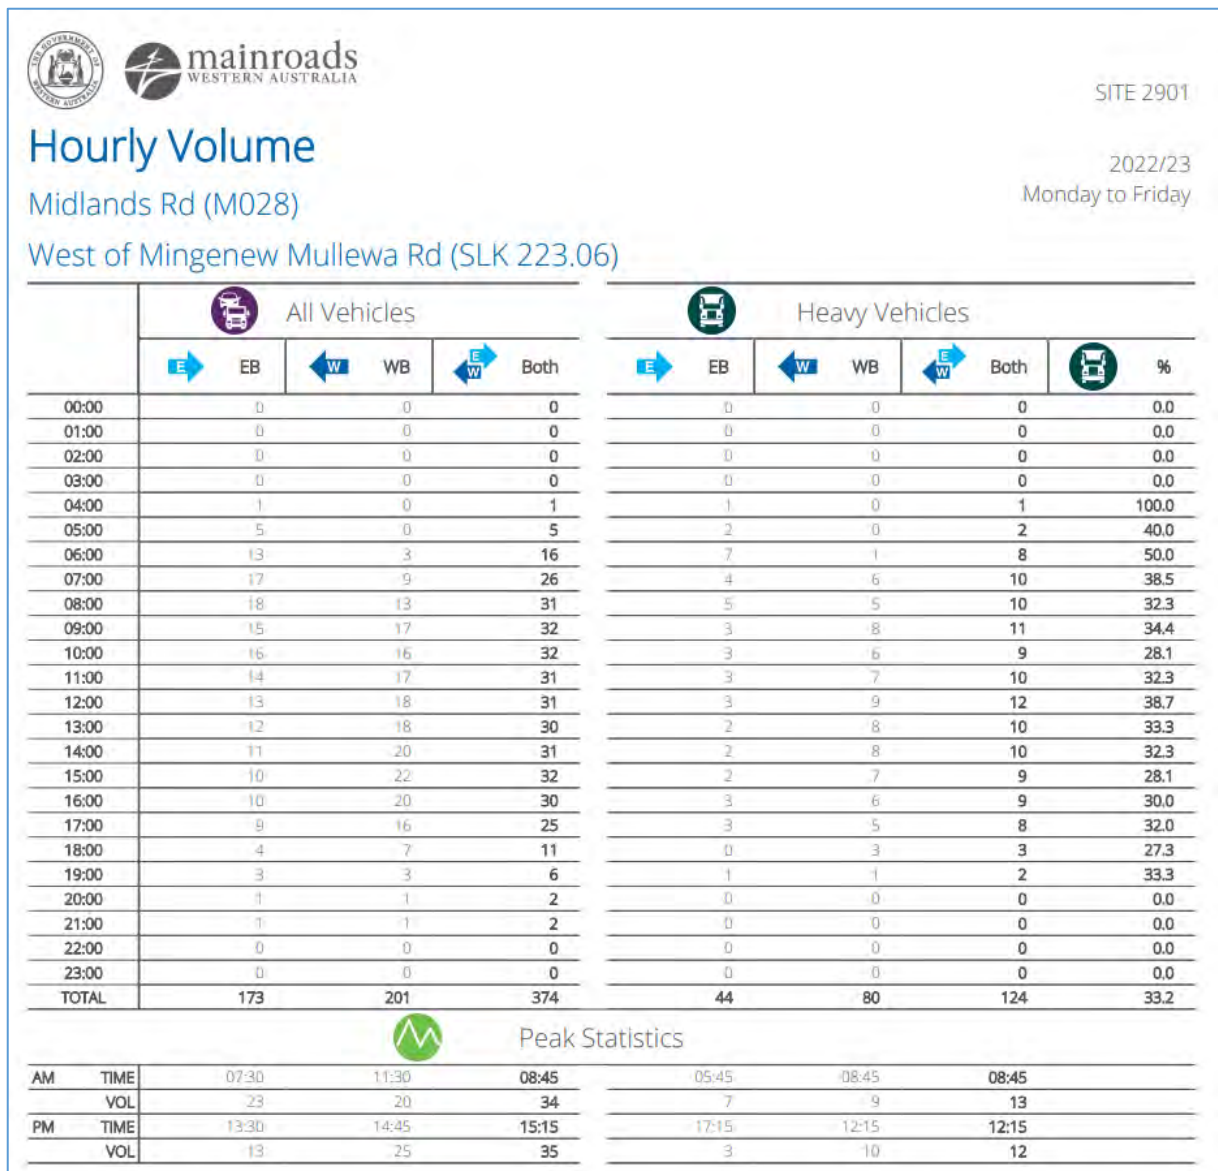 THE GOVERNMENT OF WESTERN AUSTRALIA
mainroads
WESTERN AUSTRALIA
SITE 2901
Hourly Volume
2022/23
Midlands Rd (M028)
Monday to Friday
West of Mingenew Mullewa Rd (SLK 223.06)
All Vehicles Heavy Vehicles
E EB W WB E W Both E EB W WB E W Both %
00:00 0 0 0 0 0 0 0.0
01:00 0 0 0 0 0 0 0.0
02:00 0 0 0 0 0 0 0.0
03:00 0 0 0 0 0 0 0.0
04:00 1 0 1 1 0 1 100.0
05:00 5 0 5 2 0 2 40.0
06:00 13 3 16 7 1 8 50.0
07:00 17 9 26 4 6 10 38.5
08:00 18 13 31 5 5 10 32.3
09:00 15 17 32 3 8 11 34.4
10:00 16 16 32 3 6 9 28.1
11:00 14 17 31 3 7 10 32.3
12:00 13 18 31 3 9 12 38.7
13:00 12 18 30 2 8 10 33.3
14:00 11 20 31 2 8 10 32.3
15:00 10 22 32 2 7 9 28.1
16:00 10 20 30 3 6 9 30.0
17:00 9 16 25 3 5 8 32.0
18:00 4 7 11 0 3 3 27.3
19:00 3 3 6 1 1 2 33.3
20:00 1 1 2 0 0 0 0.0
21:00 1 1 2 0 0 0 0.0
22:00 0 0 0 0 0 0 0.0
23:00 0 0 0 0 0 0 0.0
TOTAL 173 201 374 44 80 124 33.2
Peak Statistics
AM TIME 07:30 11:30 08:45 05:45 08:45 08:45
VOL 23 20 34 7 9 13
PM TIME 13:30 14:45 15:15 17:15 12:15 12:15
VOL 13 25 35 3 10 12